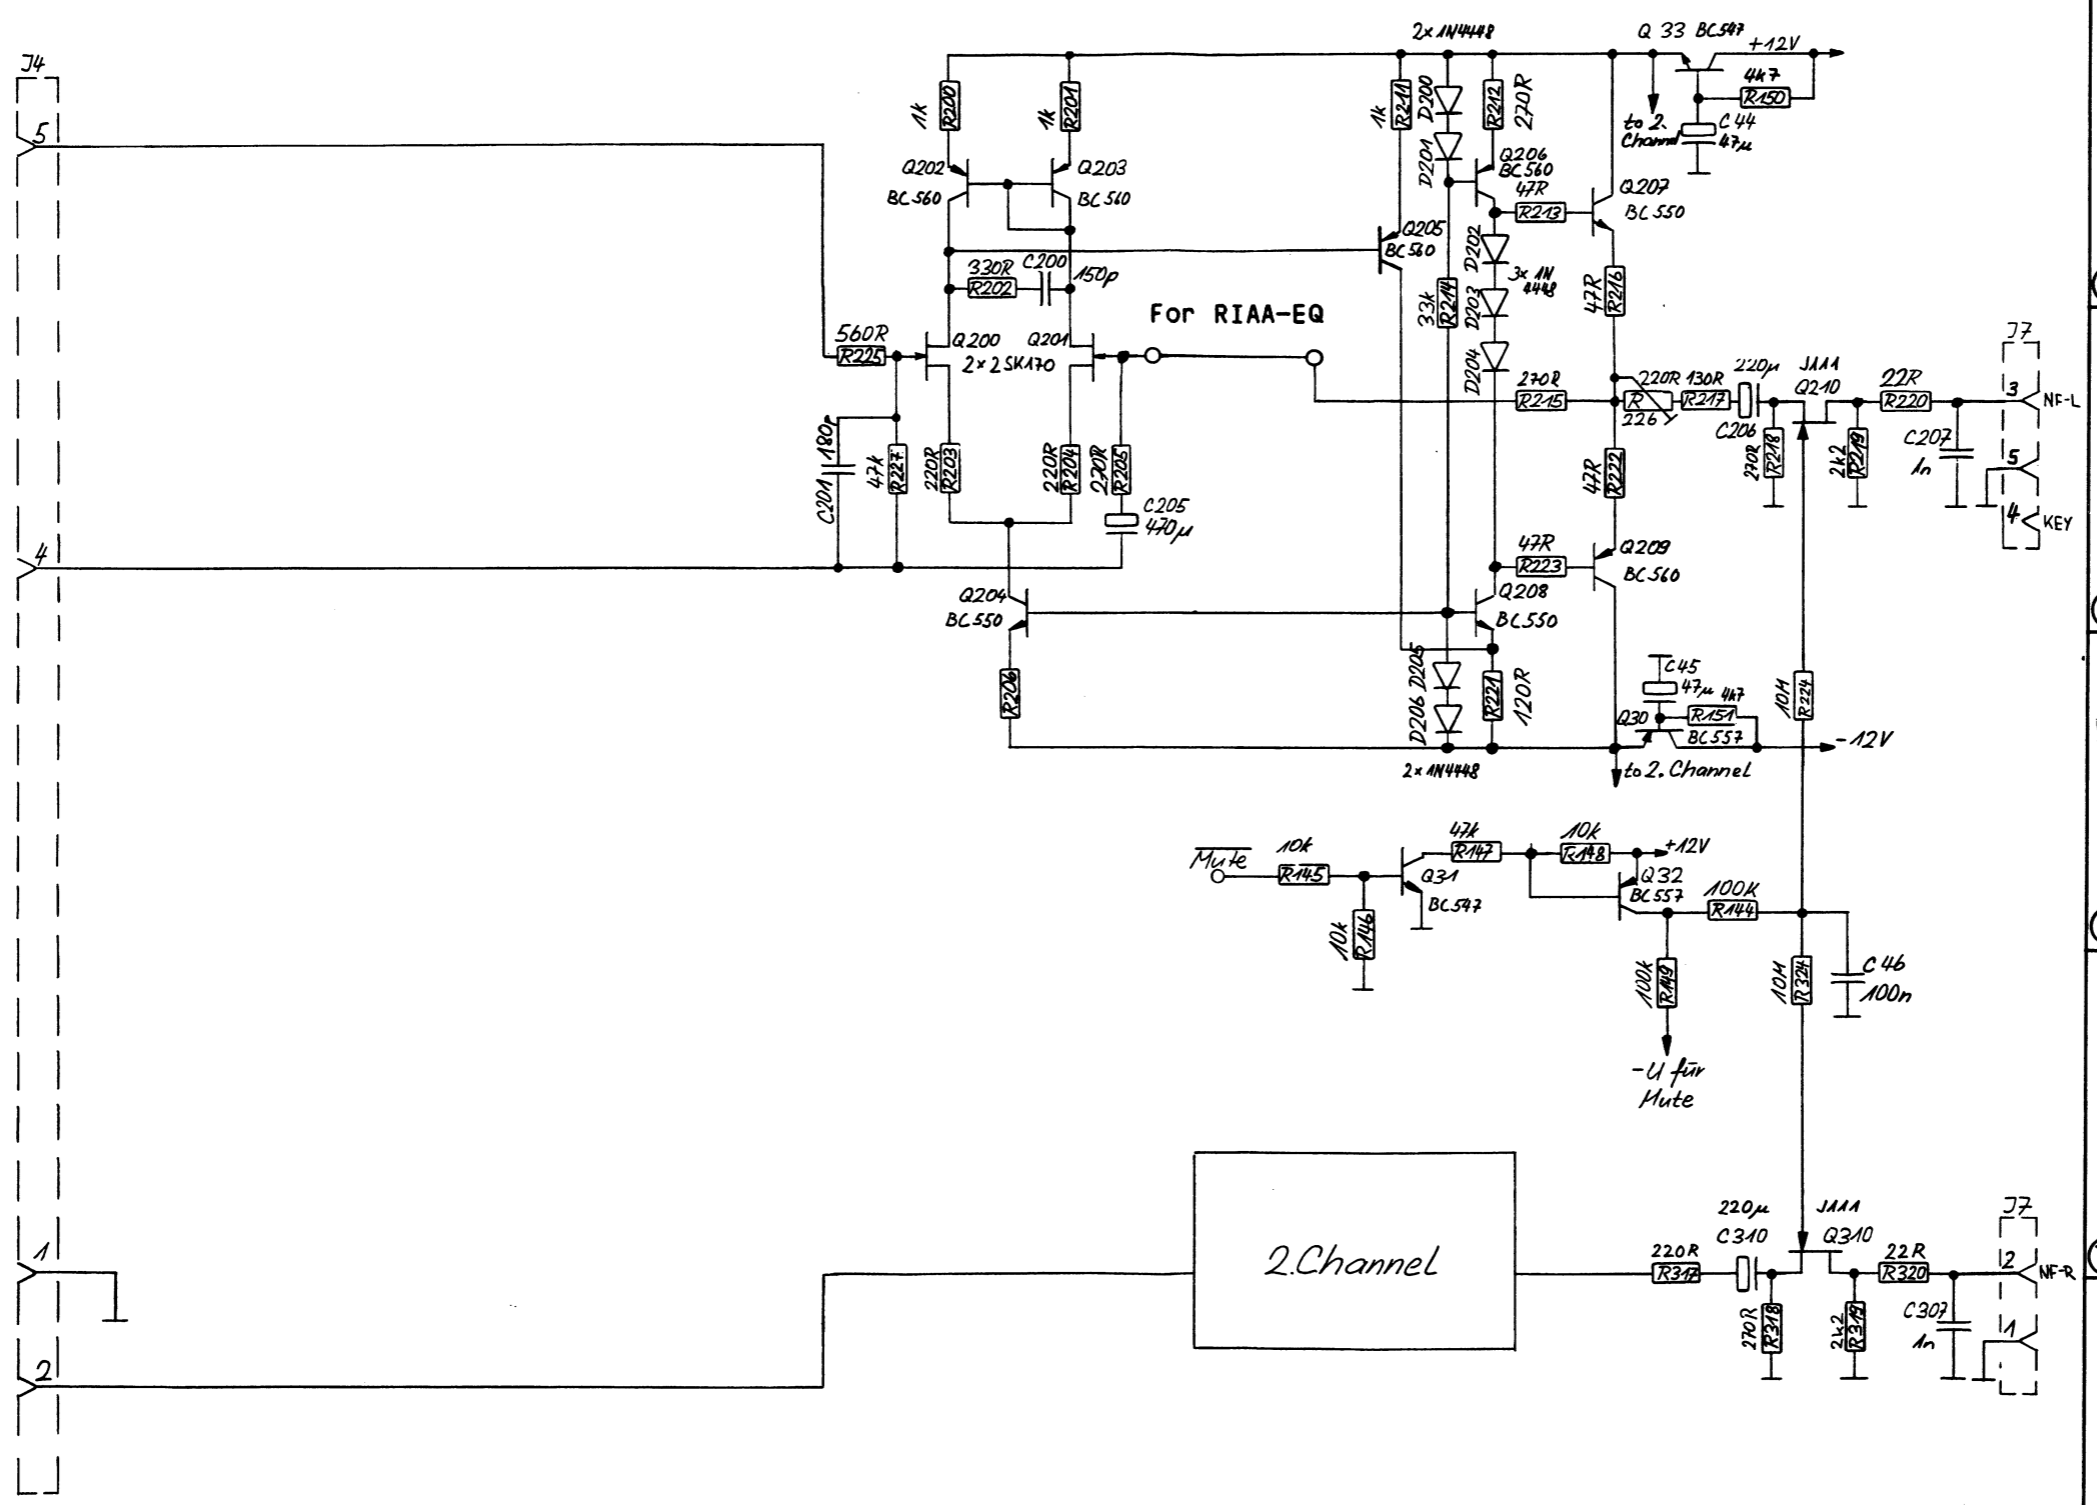 2x 1N4448
Q 33 BC547
+12V
J4
5
1k
R200
1k
R201
1k
R211
D200
R212
270R
4k7
R150
to 2.
Channel
C44
47µ
D201
Q202
BC560
Q203
BC560
Q206
BC560
47R
R213
Q207
BC550
Q205
BC560
D202
3x 1N
4448
330R
R202
C200
150p
33k
R214
D203
47R
R216
For RIAA-EQ
560R
R225
Q200
Q201
2x2SK170
D204
270R
R215
220R
R
226
130R
R217
220µ
C206
J111
Q210
22R
R220
J7
3
NF-L
C201
180p
47k
R227
220R
R203
220R
R204
270R
R205
C205
470µ
47R
R222
270R
R218
2k2
R219
C207
1n
5
4
KEY
4
47R
R223
Q209
BC560
Q204
BC550
Q208
BC550
R206
D205
D206
R221
120R
C45
47µ
4k7
R151
Q30
BC557
-12V
10M
R224
2x 1N4448
to 2. Channel
Mute
10k
R145
10k
R146
Q31
BC547
47k
R147
10k
R148
+12V
Q32
BC557
100K
R144
100k
R149
10M
R324
C46
100n
-U für
Mute
1
2
2.Channel
220R
R317
220µ
C310
J111
Q310
22R
R320
J7
2
NF-R
270R
R318
2k2
R319
C307
1n
1